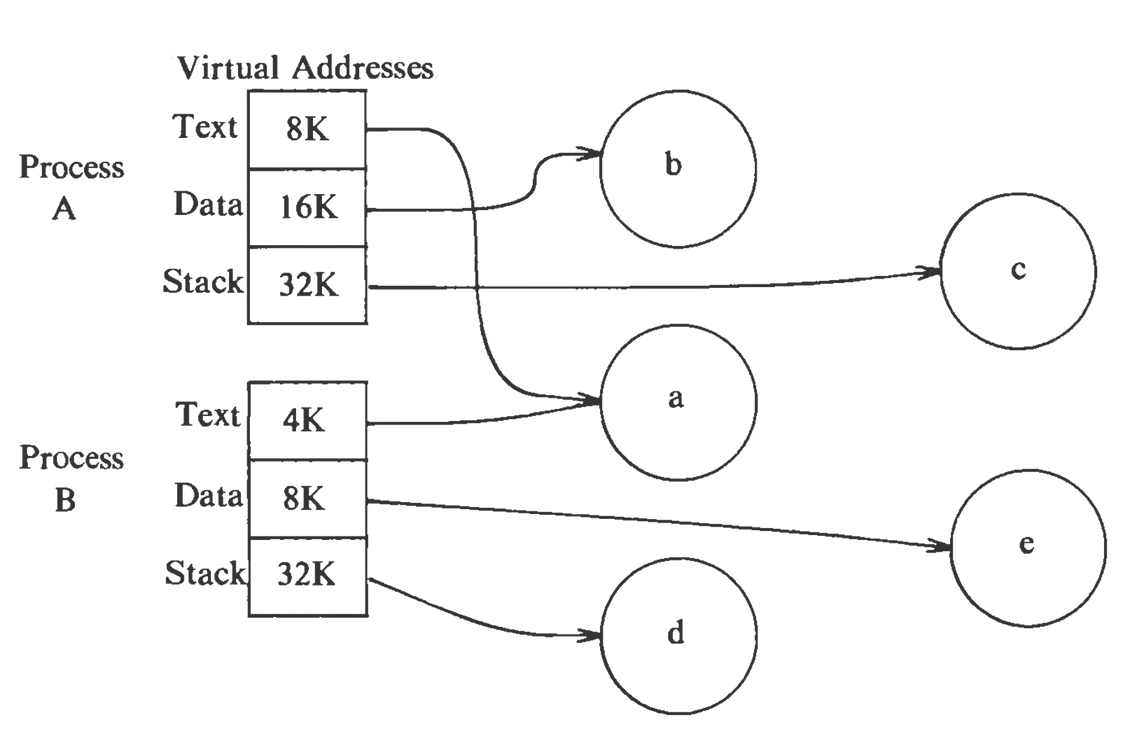 Virtual Addresses
Process
A
Text 8K
Data 16K
Stack 32K
b
c
a
Process
B
Text 4K
Data 8K
Stack 32K
e
d